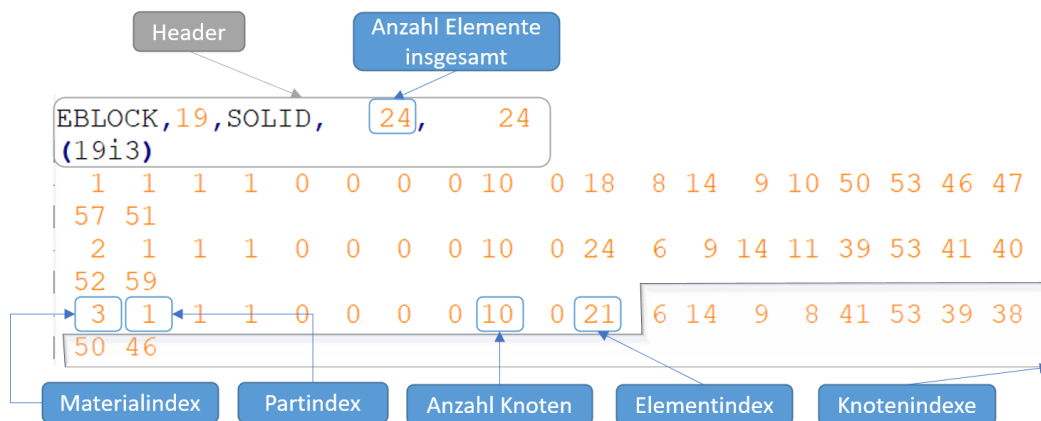 Header
Anzahl Elemente
insgesamt
EBLOCK,19,SOLID, 24, 24
(19i3)
1 1 1 1 0 0 0 0 10 0 18 8 14 9 10 50 53 46 47
57 51
2 1 1 1 0 0 0 0 10 0 24 6 9 14 11 39 53 41 40
52 59
3 1 1 1 0 0 0 0 10 0 21 6 14 9 8 41 53 39 38
50 46
Materialindex
Partindex
Anzahl Knoten
Elementindex
Knotenindexe